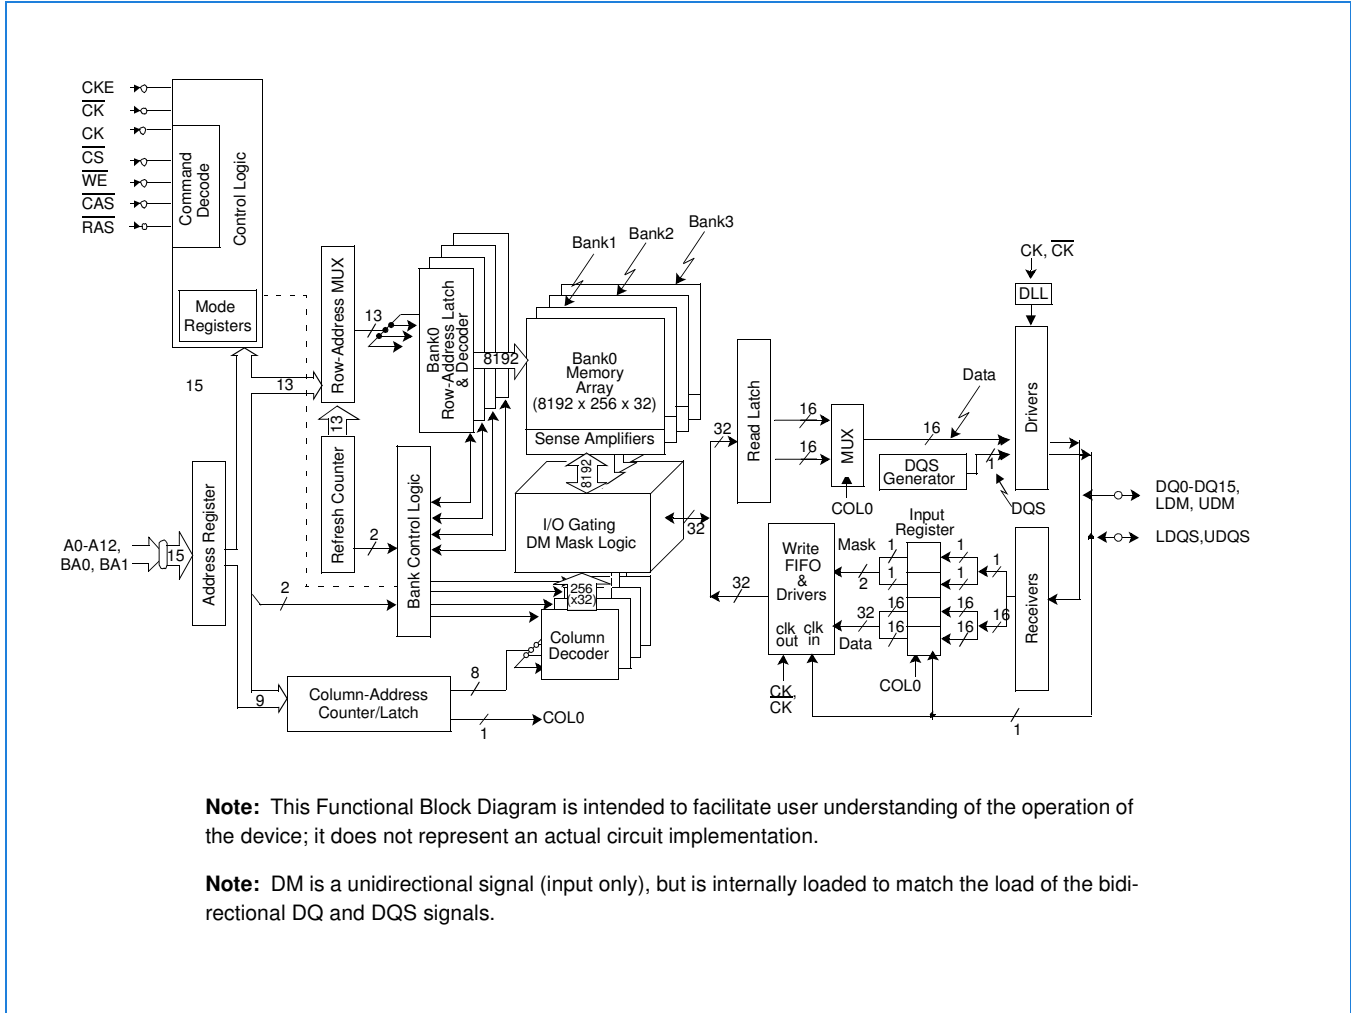 CKE
CK
CK
CS
WE
CAS
RAS
Command
Decode
Control Logic
Mode
Registers
15
13
Row-Address MUX
13
Refresh Counter
13
Bank0
Row-Address Latch
& Decoder
8192
Bank1
Bank2
Bank3
Bank0
Memory
Array
(8192 x 256 x 32)
Sense Amplifiers
8192
I/O Gating
DM Mask Logic
32
A0-A12,
BA0, BA1
15
Address Register
2
2
Bank Control Logic
256
(x32)
Column
Decoder
9
Column-Address
Counter/Latch
8
1
COL0
32
Read Latch
16
16
MUX
COL0
16
Data
DQS
Generator
1
DQS
CK, CK
DLL
Drivers
DQ0-DQ15,
LDM, UDM
LDQS,UDQS
Input
Register
32
Write
FIFO
&
Drivers
clk clk
out in
Mask
2
32
Data
1
1
16
16
1
1
16
16
1
16
Receivers
CK,
CK
COL0
1
Note: This Functional Block Diagram is intended to facilitate user understanding of the operation of
the device; it does not represent an actual circuit implementation.
Note: DM is a unidirectional signal (input only), but is internally loaded to match the load of the bidi-
rectional DQ and DQS signals.